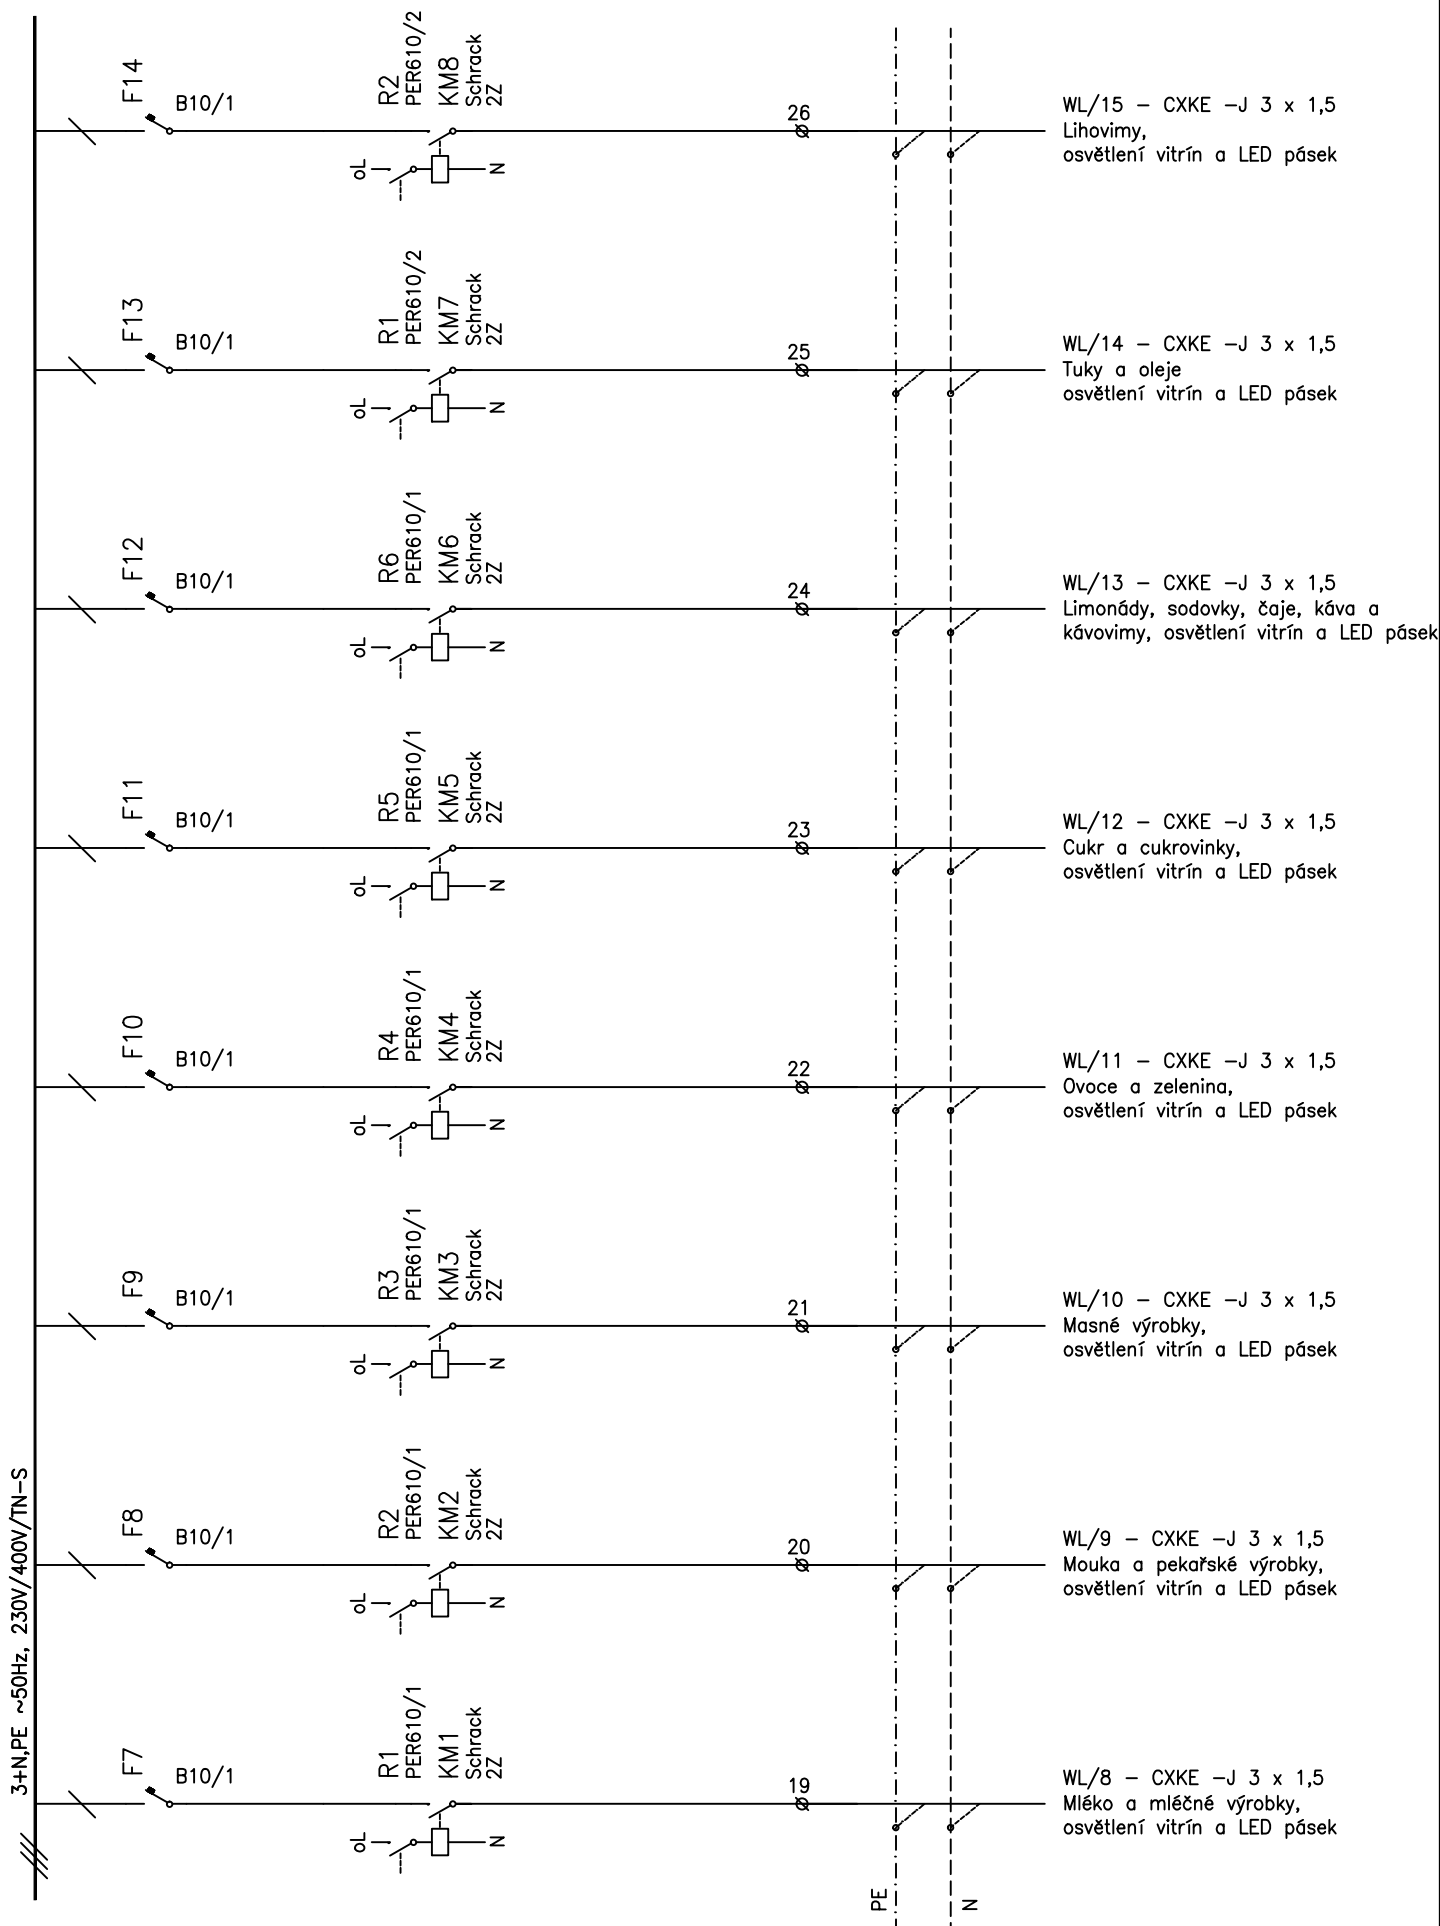 F14
B10/1
R2
PER610/2
KM8
Schrack
2Z
26
oL
N
WL/15 - CXKE -J 3 x 1,5
Lihovimy,
osvětlení vitrín a LED pásek
F13
B10/1
R1
PER610/2
KM7
Schrack
2Z
25
oL
N
WL/14 - CXKE -J 3 x 1,5
Tuky a oleje
osvětlení vitrín a LED pásek
F12
B10/1
R6
PER610/1
KM6
Schrack
2Z
24
oL
N
WL/13 - CXKE -J 3 x 1,5
Limonády, sodovky, čaje, káva a
kávovimy, osvětlení vitrín a LED pásek
F11
B10/1
R5
PER610/1
KM5
Schrack
2Z
23
oL
N
WL/12 - CXKE -J 3 x 1,5
Cukr a cukrovinky,
osvětlení vitrín a LED pásek
F10
B10/1
R4
PER610/1
KM4
Schrack
2Z
22
oL
N
WL/11 - CXKE -J 3 x 1,5
Ovoce a zelenina,
osvětlení vitrín a LED pásek
F9
B10/1
R3
PER610/1
KM3
Schrack
2Z
21
oL
N
WL/10 - CXKE -J 3 x 1,5
Masné výrobky,
osvětlení vitrín a LED pásek
F8
B10/1
R2
PER610/1
KM2
Schrack
2Z
20
oL
N
WL/9 - CXKE -J 3 x 1,5
Mouka a pekařské výrobky,
osvětlení vitrín a LED pásek
3+N,PE ~50Hz, 230V/400V/TN-S
F7
B10/1
R1
PER610/1
KM1
Schrack
2Z
19
oL
N
WL/8 - CXKE -J 3 x 1,5
Mléko a mléčné výrobky,
osvětlení vitrín a LED pásek
PE
N